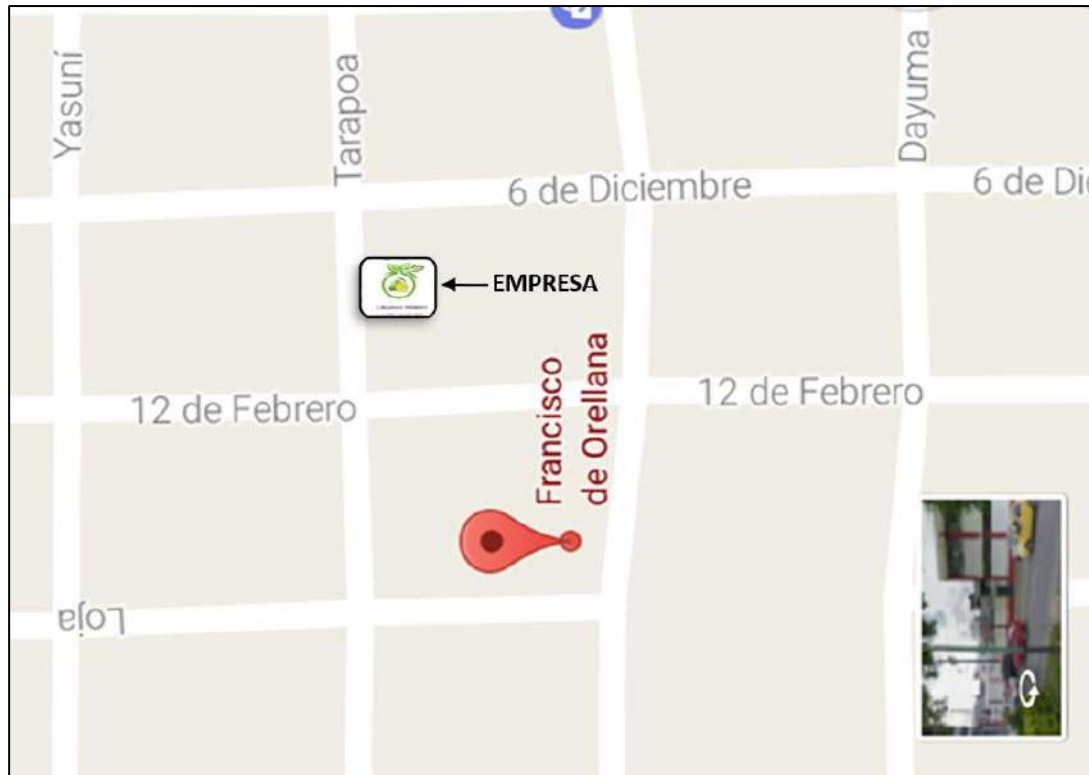 Yasuní
Tarapoa
Dayuma
6 de Diciembre
6 de Di
EMPRESA
Francisco
de Orellana
12 de Febrero
12 de Febrero
Loja